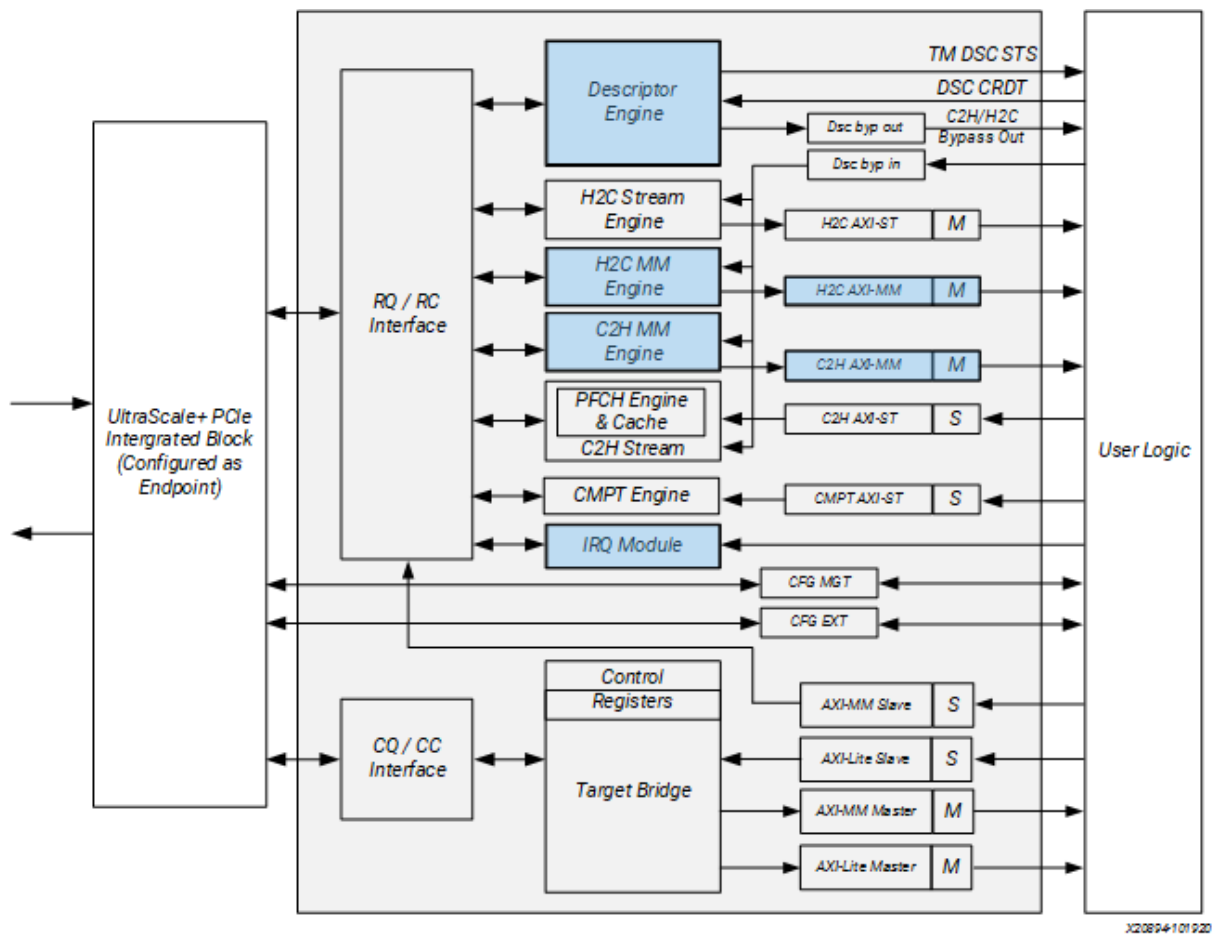 TM DSC STS
DSC CRDT
Descriptor
Engine
Dsc byp out
C2H/H2C
Bypass Out
Dsc byp in
H2C Stream
Engine
H2C AXI-ST
M
H2C MM
Engine
H2C AXI-MM
M
RQ / RC
Interface
C2H MM
Engine
C2H AXI-MM
M
PFCH Engine
& Cache
C2H Stream
C2H AXI-ST
S
UltraScale+ PCIe
Intergrated Block
(Configured as
Endpoint)
User Logic
CMPT Engine
CMPT AXI-ST
S
IRQ Module
CFG MGT
CFG EXT
Control
Registers
AXI-MM Slave
S
CQ / CC
Interface
AXI-Lite Slave
S
Target Bridge
AXI-MM Master
M
AXI-Lite Master
M
X20894-101920